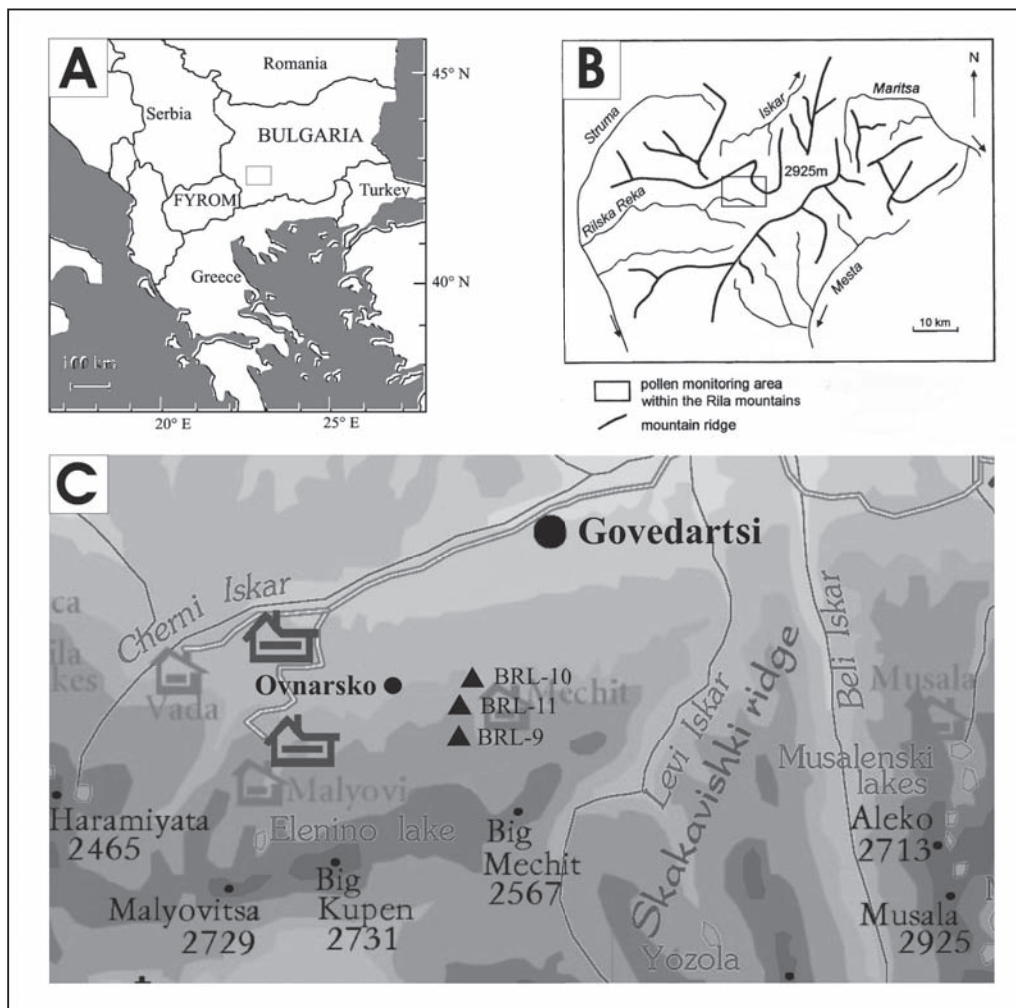 A
Romania
45° N
Serbia
BULGARIA
FYROM
Turkey
Greece
40° N
100 km
20° E
25° E
B
N
Struma
Iskar
Maritsa
2925m
Rilska Reka
Mesta
10 km
pollen monitoring area
within the Rila mountains
mountain ridge
C
Govedartsi
Cherni Iskar
Vada
Ovnarsko
BRL-10
Mechit
BRL-11
BRL-9
Malyovi
Levi Iskar
Skakavishki ridge
Beli Iskar
Musala
Musalenski
lakes
Haramiyata
2465
Elenino lake
Big
Mechit
2567
Aleko
2713
Malyovitsa
2729
Big
Kupen
2731
Musala
2925
Yozola